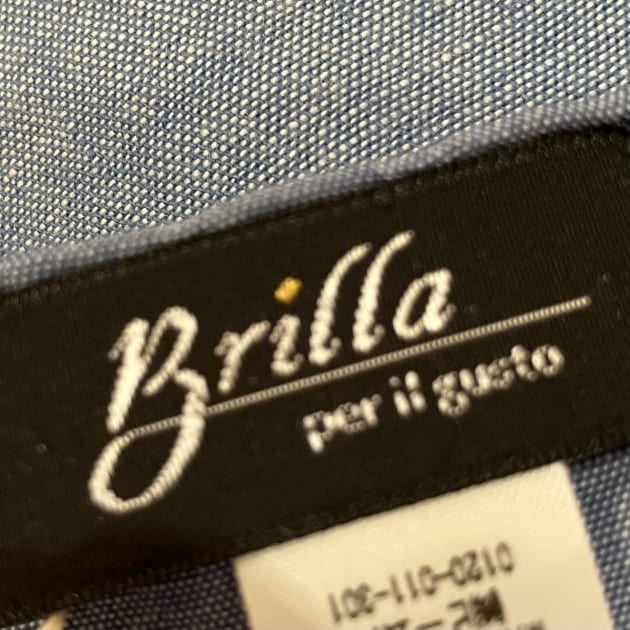 Brilla
per il gusto
0120-011-301